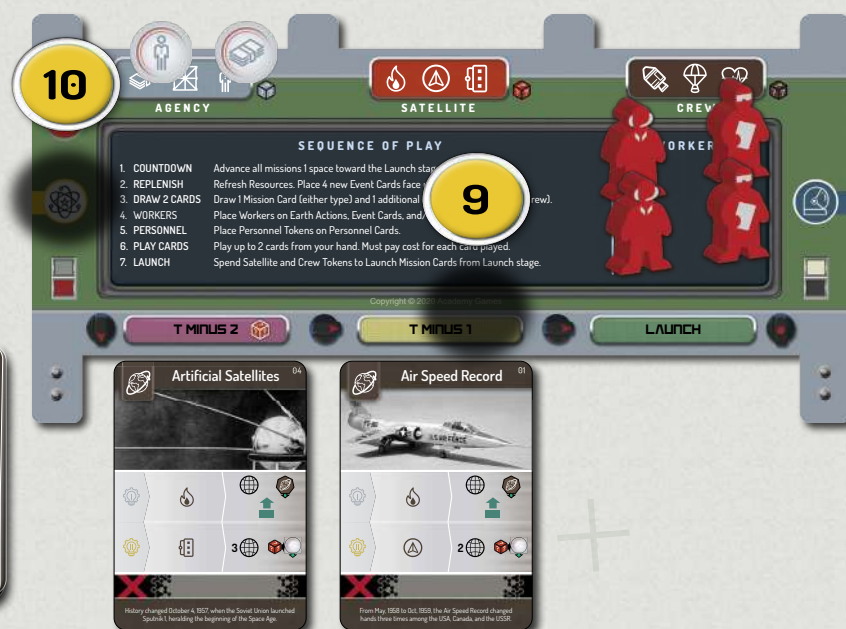 10
AGENCY
SATELLITE
CREW
SEQUENCE OF PLAY
1. COUNTDOWN Advance all missions 1 space toward the Launch
2. REPLENISH Refresh Resources. Place 4 new Event Cards face
3. DRAW 2 CARDS Draw 1 Mission Card (either type) and 1 additional
4. WORKERS Place Workers on Earth Actions, Event Cards,
5. PERSONNEL Place Personnel Tokens on Personnel Cards.
6. PLAY CARDS Play up to 2 cards from your hand. Must pay cost for each card played.
7. LAUNCH Spend Satellite and Crew Tokens to Launch Mission Cards from Launch stage.
9
Academy Games
T MINUS 2
T MINUS 1
LAUNCH
Artificial Satellites 04
3
History changed October 4, 1957, when the Soviet Union launched
Sputnik 1, heralding the beginning of the Space Age.
Air Speed Record 01
U.S. AIR FORCE
2
From May, 1958 to Oct, 1959, the Air Speed Record changed
hands three times among the USA, Canada, and the USSR.